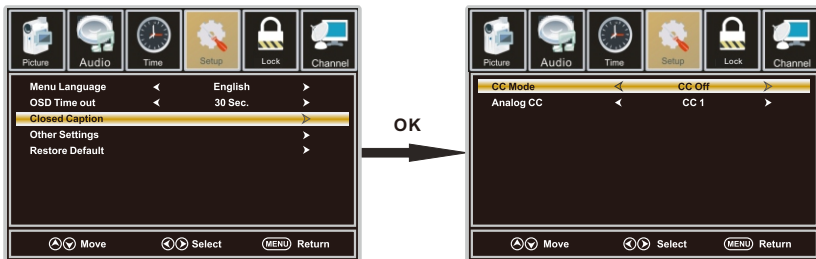 Picture Audio Time Setup Lock Channel
Menu Language English
OSD Time out 30 Sec.
Closed Caption
Other Settings
Restore Default
Move Select MENU Return
OK
Picture Audio Time Setup Lock Channel
CC Mode CC Off
Analog CC CC 1
Move Select MENU Return